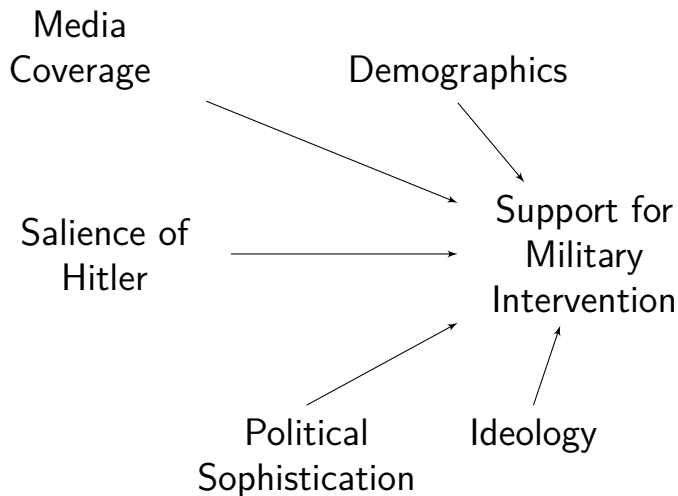 Media
Coverage
Demographics
Salience of
Hitler
Support for
Military
Intervention
Political
Sophistication
Ideology